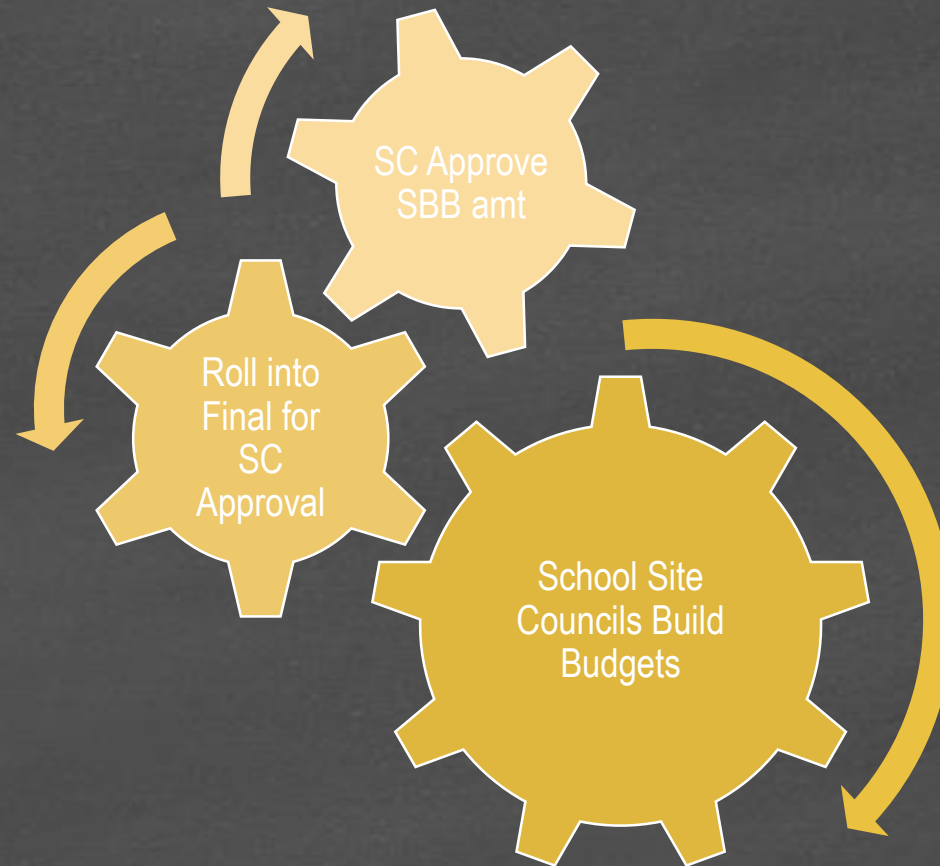 SC Approve
SBB amt
Roll into
Final for
SC
Approval
School Site
Councils Build
Budgets